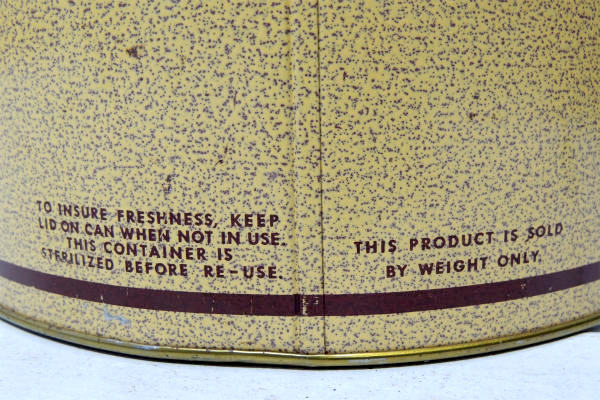 TO INSURE FRESHNESS, KEEP
LID ON CAN WHEN NOT IN USE.
THIS CONTAINER IS
STERILIZED BEFORE RE-USE.
THIS PRODUCT IS SOLD
BY WEIGHT ONLY.